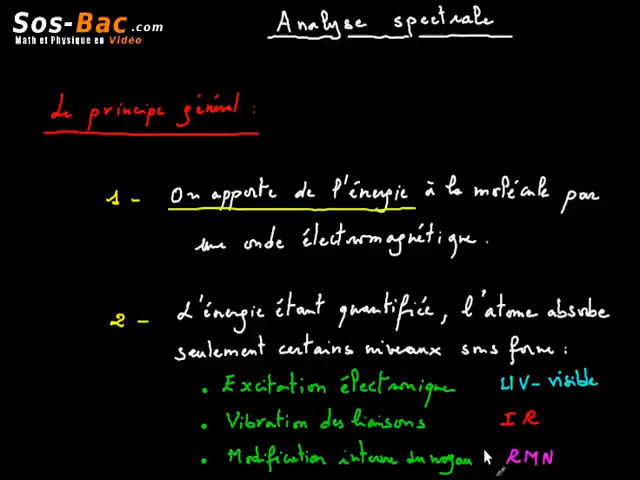 Sos-Bac.com
Math et Physique en Vidéo
Analyse spectrale
Le principe général :
1 - On apporte de l'énergie à la molécule par
une onde électromagnétique.
2 - L'énergie étant quantifiée, l'atome absorbe
seulement certains niveaux sous forme :
• Excitation électronique UV-visible
• Vibration des liaisons IR
• Modification interne du noyau RMN